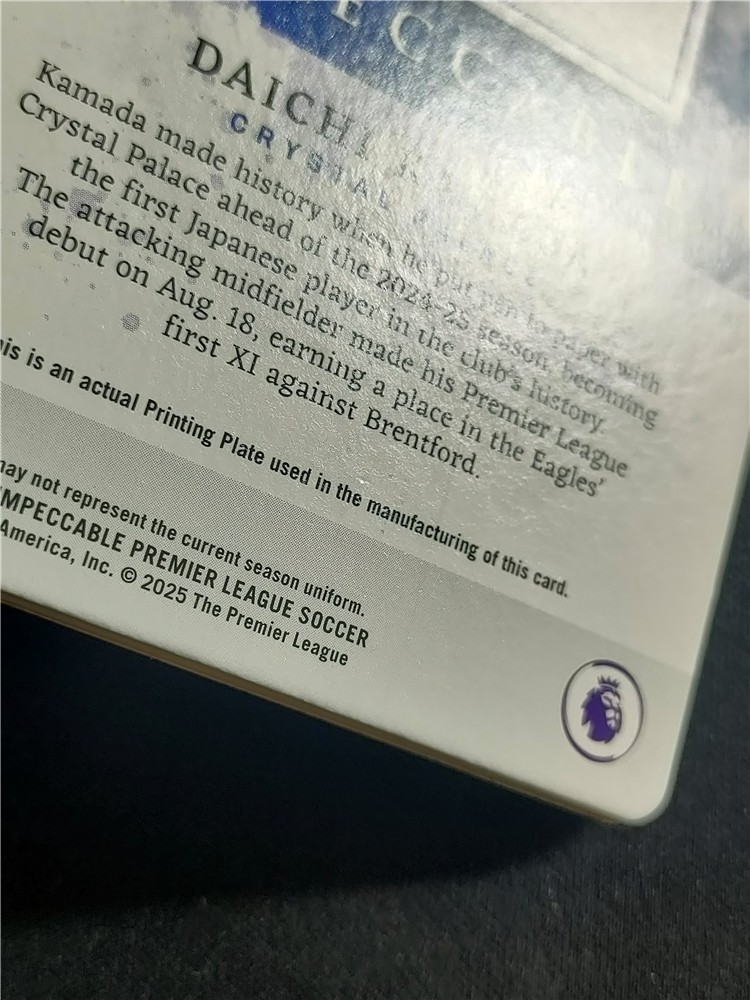 ECC
DAICHI
CRYSTAL
Kamada made history when he put pen to paper with
Crystal Palace ahead of the 2024-25 season, becoming
the first Japanese player in the club's history.
The attacking midfielder made his Premier League
debut on Aug. 18, earning a place in the Eagles'
first XI against Brentford.
his is an actual Printing Plate used in the manufacturing of this card.
may not represent the current season uniform.
IMPECCABLE PREMIER LEAGUE SOCCER
America, Inc. © 2025 The Premier League